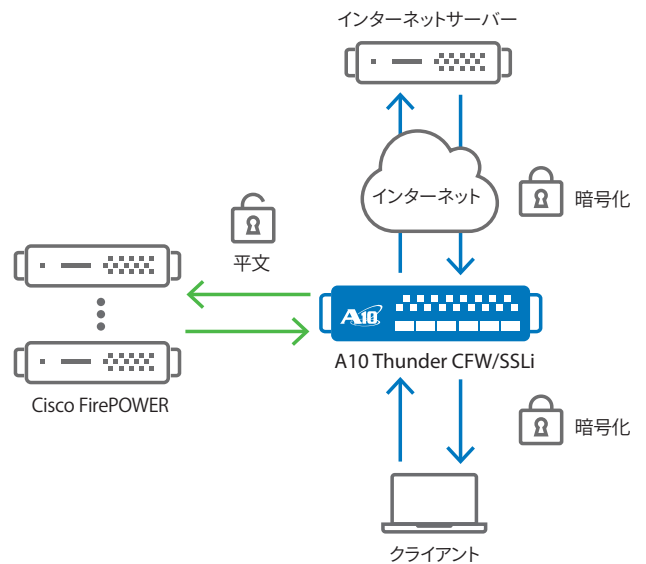 インターネットサーバー
インターネット
暗号化
平文
A10
A10 Thunder CFW/SSLi
Cisco FirePOWER
暗号化
クライアント